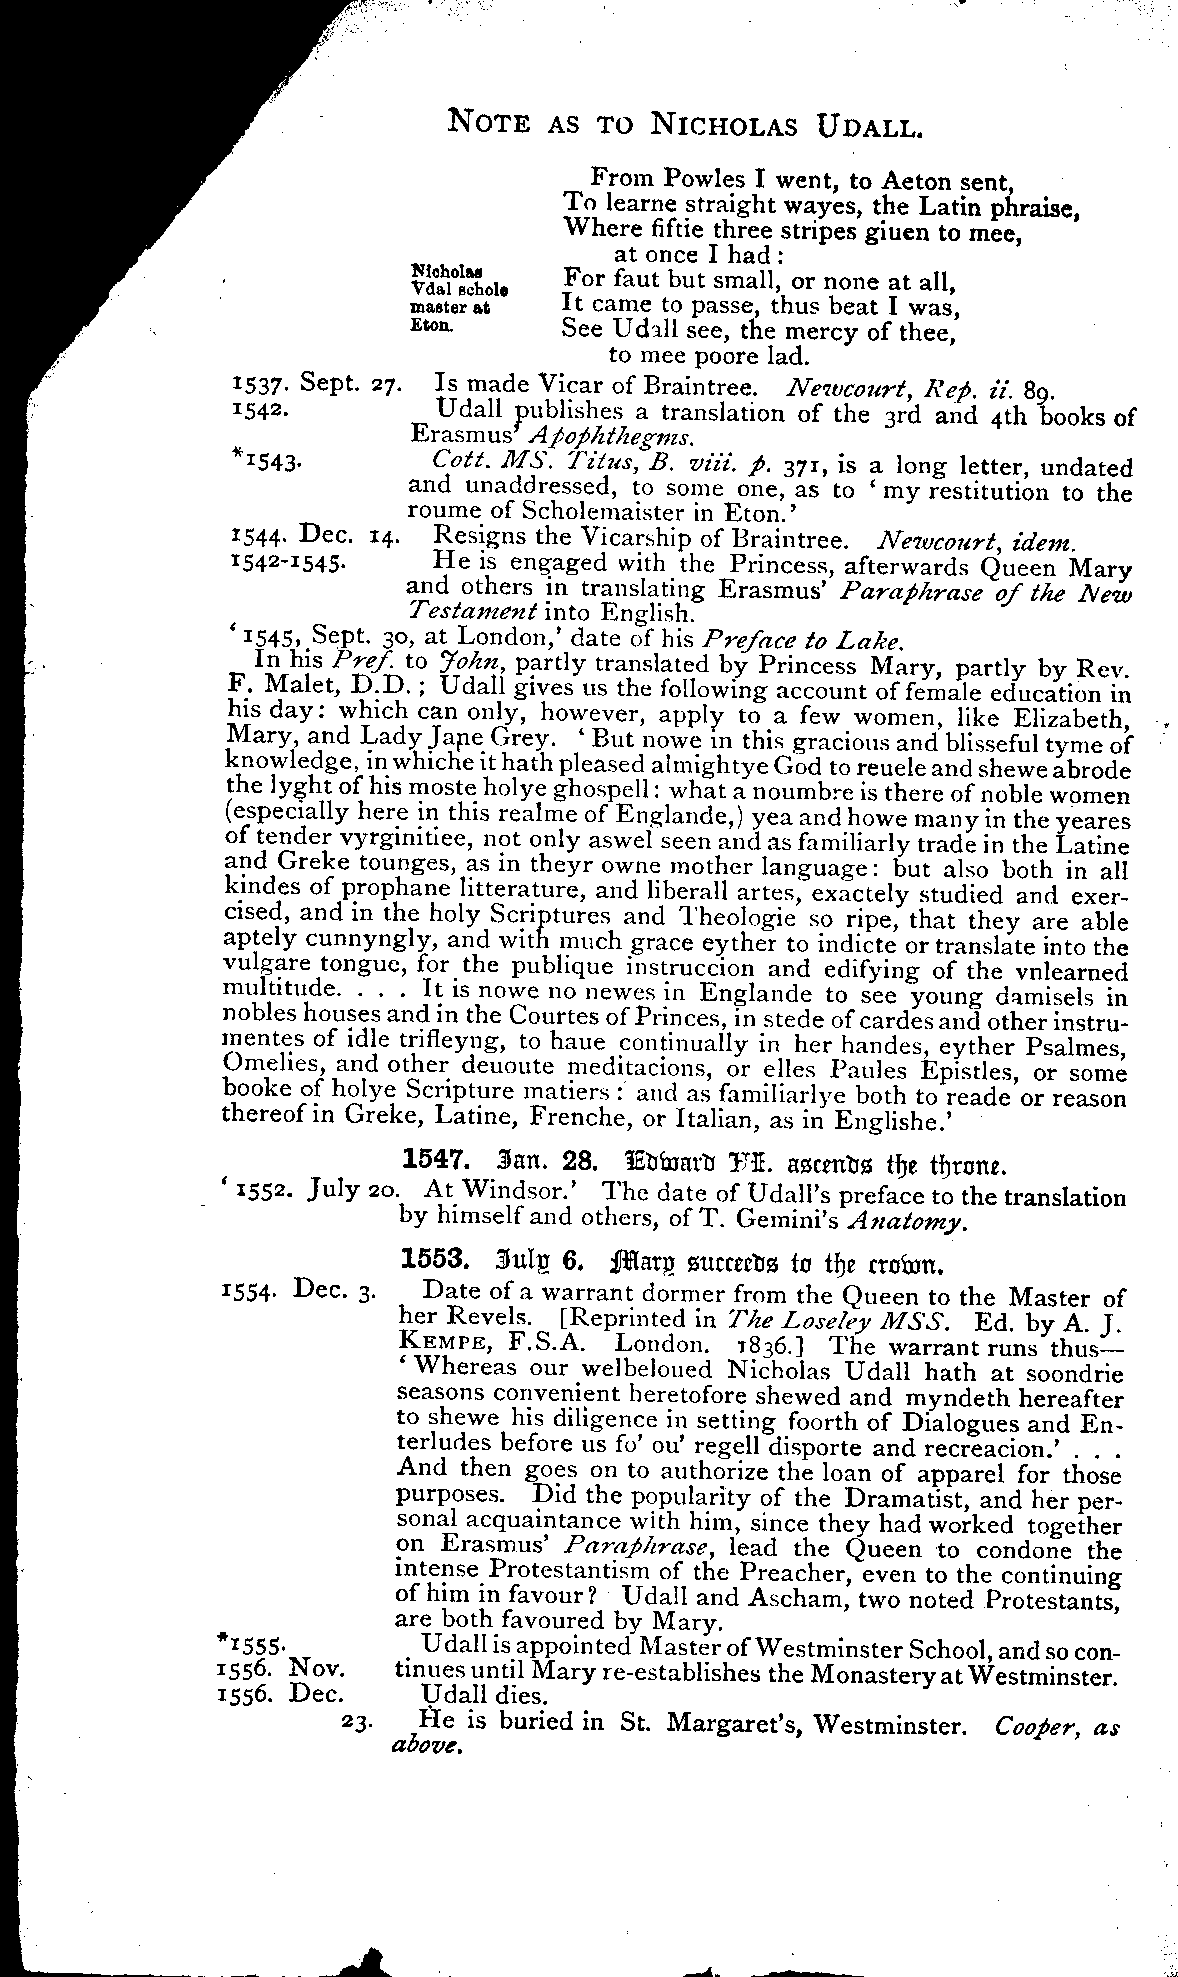 NOTE AS TO NICHOLAS UDALL.
From Powles I went, to Aeton sent,
To learne straight wayes, the Latin phraise,
Where fiftie three stripes giuen to mee,
at once I had :
Nicholas
Vdal schole
master at
Eton.
For faut but small, or none at all,
It came to passe, thus beat I was,
See Udall see, the mercy of thee,
to mee poore lad.
1537. Sept. 27. Is made Vicar of Braintree. Newcourt, Rep. ii. 89.
1542. Udall publishes a translation of the 3rd and 4th books of
Erasmus' Apophthegms.
*1543. Cott. MS. Titus, B. viii. p. 371, is a long letter, undated
and unaddressed, to some one, as to ‘my restitution to the
roume of Scholemaister in Eton.’
1544. Dec. 14. Resigns the Vicarship of Braintree. Newcourt, idem.
1542-1545. He is engaged with the Princess, afterwards Queen Mary
and others in translating Erasmus' Paraphrase of the New
Testament into English.
‘1545, Sept. 30, at London,’ date of his Preface to Lake.
In his Pref. to John, partly translated by Princess Mary, partly by Rev.
F. Malet, D.D. ; Udall gives us the following account of female education in
his day: which can only, however, apply to a few women, like Elizabeth,
Mary, and Lady Jane Grey. ‘But nowe in this gracious and blisseful tyme of
knowledge, in whiche it hath pleased almightye God to reuele and shewe abrode
the lyght of his moste holye ghospell: what a noumbre is there of noble women
(especially here in this realme of Englande,) yea and howe many in the yeares
of tender vyrginitiee, not only aswel seen and as familiarly trade in the Latine
and Greke tounges, as in theyr owne mother language: but also both in all
kindes of prophane litterature, and liberall artes, exactely studied and exer-
cised, and in the holy Scriptures and Theologie so ripe, that they are able
aptely cunnyngly, and with much grace eyther to indicte or translate into the
vulgare tongue, for the publique instruccion and edifying of the vnlearned
multitude. . . . It is nowe no newes in Englande to see young damisels in
nobles houses and in the Courtes of Princes, in stede of cardes and other instru-
mentes of idle trifleyng, to haue continually in her handes, eyther Psalmes,
Omelies, and other deuoute meditacions, or elles Paules Epistles, or some
booke of holye Scripture matiers : and as familiarlye both to reade or reason
thereof in Greke, Latine, Frenche, or Italian, as in Englishe.’
1547. Jan. 28. Edward VI. ascends the throne.
‘1552. July 20. At Windsor.’ The date of Udall's preface to the translation
by himself and others, of T. Gemini's Anatomy.
1553. July 6. Mary succeeds to the crown.
1554. Dec. 3. Date of a warrant dormer from the Queen to the Master of
her Revels. [Reprinted in The Loseley MSS. Ed. by A. J.
KEMPE, F.S.A. London. 1836.] The warrant runs thus—
‘Whereas our welbeloued Nicholas Udall hath at soondrie
seasons convenient heretofore shewed and myndeth hereafter
to shewe his diligence in setting foorth of Dialogues and En-
terludes before us fo' ou' regell disporte and recreacion.’ . . .
And then goes on to authorize the loan of apparel for those
purposes. Did the popularity of the Dramatist, and her per-
sonal acquaintance with him, since they had worked together
on Erasmus' Paraphrase, lead the Queen to condone the
intense Protestantism of the Preacher, even to the continuing
of him in favour? Udall and Ascham, two noted Protestants,
are both favoured by Mary.
*1555. Udall is appointed Master of Westminster School, and so con-
1556. Nov. tinues until Mary re-establishes the Monastery at Westminster.
1556. Dec. Udall dies.
23. He is buried in St. Margaret's, Westminster. Cooper, as
above.